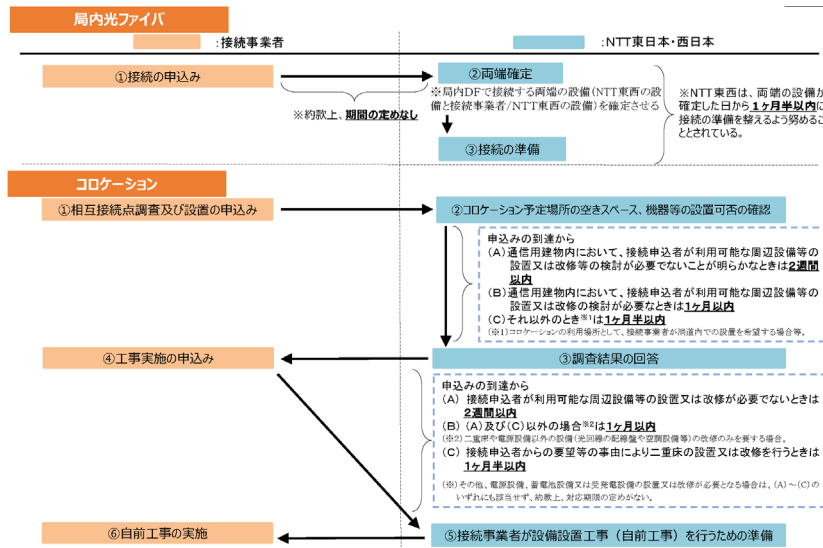 局内光ファイバ
:接続事業者
:NTT東日本・西日本
①接続の申込み
②両端確定
※約款上、期間の定めなし
※局内DFで接続する両端の設備(NTT東西の設
備と接続事業者/NTT東西の設備)を確定させる
※NTT東西は、両端の設備が
確定した日から1ヶ月半以内に
接続の準備を整えるよう努めるこ
ととされている。
③接続の準備
コロケーション
①相互接続点調査及び設置の申込み
②コロケーション予定場所の空きスペース、機器等の設置可否の確認
申込みの到達から
(A)通信用建物内において、接続申込者が利用可能な周辺設備等の
設置又は改修等の検討が必要でないことが明らかなときは2週間
以内
(B)通信用建物内において、接続申込者が利用可能な周辺設備等の
設置又は改修の検討が必要なときは1ヶ月以内
(C)それ以外のとき※1は1ヶ月半以内
(※1)コロケーションの利用場所として、接続事業者が洞道内での設置を希望する場合等。
④工事実施の申込み
③調査結果の回答
申込みの到達から
(A) 接続申込者が利用可能な周辺設備等の設置又は改修が必要でないときは
2週間以内
(B) (A)及び(C)以外の場合※2は1ヶ月以内
(※2)二重床や電源設備以外の設備(光回線の配線盤や空調設備等)の改修のみを要する場合。
(C) 接続申込者からの要望等の事由により二重床の設置又は改修を行うときは
1ヶ月半以内
(※)その他、電源設備、蓄電池設備又は受発電設備の設置又は改修が必要となる場合は、(A)~(C)の
いずれにも該当せず、約款上、対応期限の定めがない。
⑥自前工事の実施
⑤接続事業者が設備設置工事(自前工事)を行うための準備